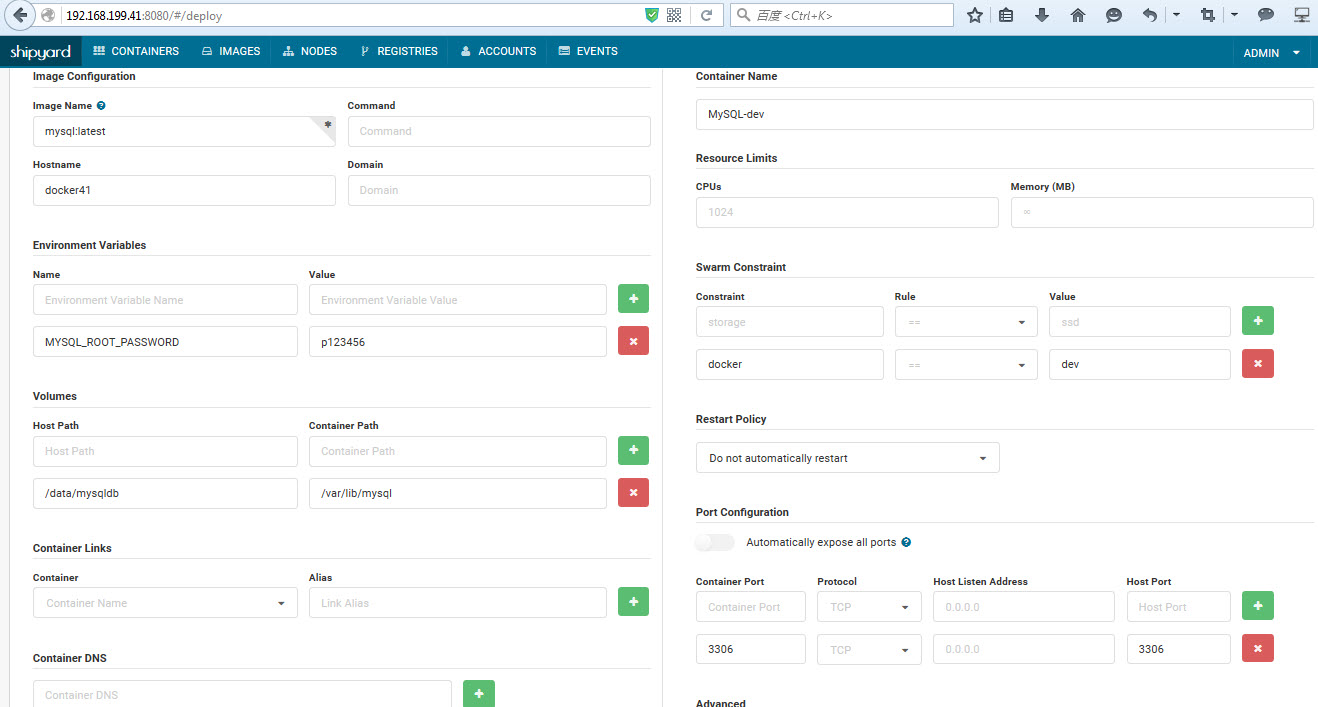 192.168.199.41:8080/#/deploy
百度 <Ctrl+K>
shipyard CONTAINERS IMAGES NODES REGISTRIES ACCOUNTS EVENTS ADMIN
Image Configuration
Image Name ?
Command
mysql:latest *
Command
Hostname
Domain
docker41
Domain
Environment Variables
Name
Value
Environment Variable Name
Environment Variable Value
MYSQL_ROOT_PASSWORD
p123456
Volumes
Host Path
Container Path
Host Path
Container Path
/data/mysqldb
/var/lib/mysql
Container Links
Container
Alias
Container Name
Link Alias
Container DNS
Container DNS
Container Name
MySQL-dev
Resource Limits
CPUs
Memory (MB)
1024
∞
Swarm Constraint
Constraint
Rule
Value
storage
==
ssd
docker
==
dev
Restart Policy
Do not automatically restart
Port Configuration
Automatically expose all ports ?
Container Port
Protocol
Host Listen Address
Host Port
Container Port
TCP
0.0.0.0
Host Port
3306
TCP
0.0.0.0
3306
Advanced